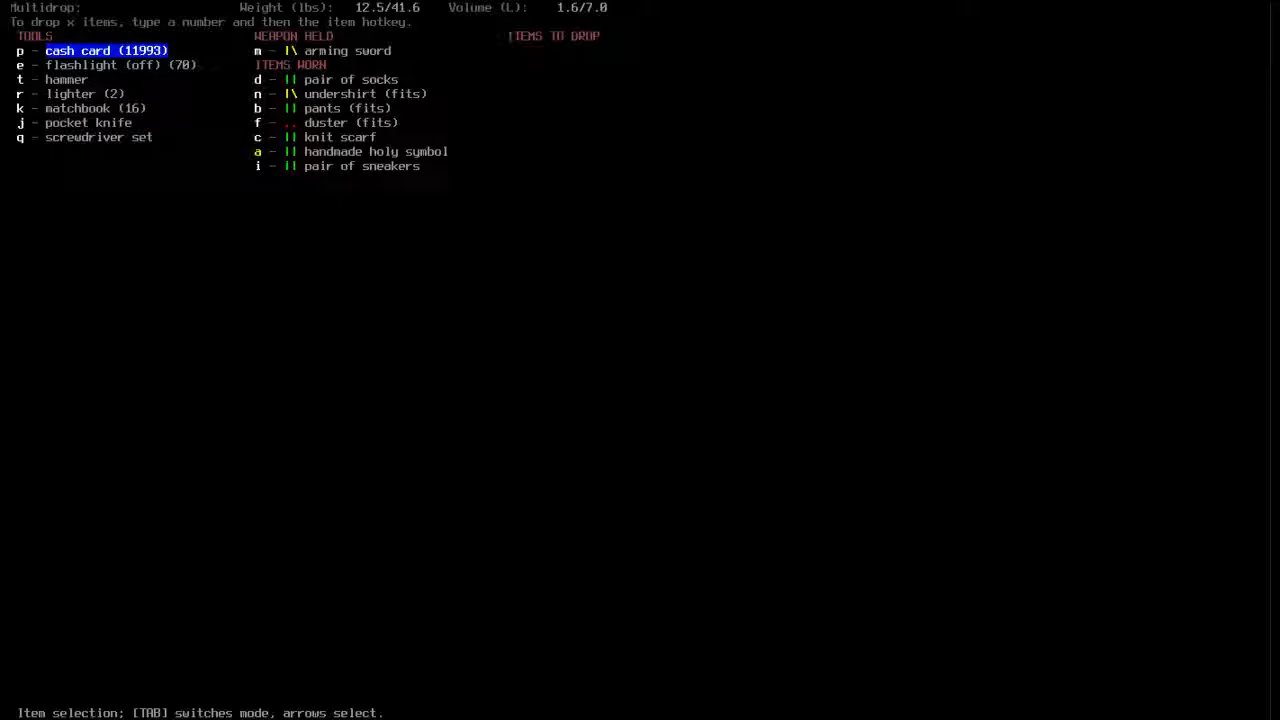 Multidrop: Weight (lbs): 12.5/41.6 Volume (L): 1.6/7.0
To drop x items, type a number and then the item hotkey.
TOOLS
p - cash card (11993)
e - flashlight (off) (70)
t - hammer
r - lighter (2)
k - matchbook (16)
j - pocket knife
q - screwdriver set
WEAPON HELD
m - |\ arming sword
ITEMS WORN
d - || pair of socks
n - |\ undershirt (fits)
b - || pants (fits)
f - .. duster (fits)
c - || knit scarf
a - || handmade holy symbol
i - || pair of sneakers
ITEMS TO DROP
Item selection; [TAB] switches mode, arrows select.